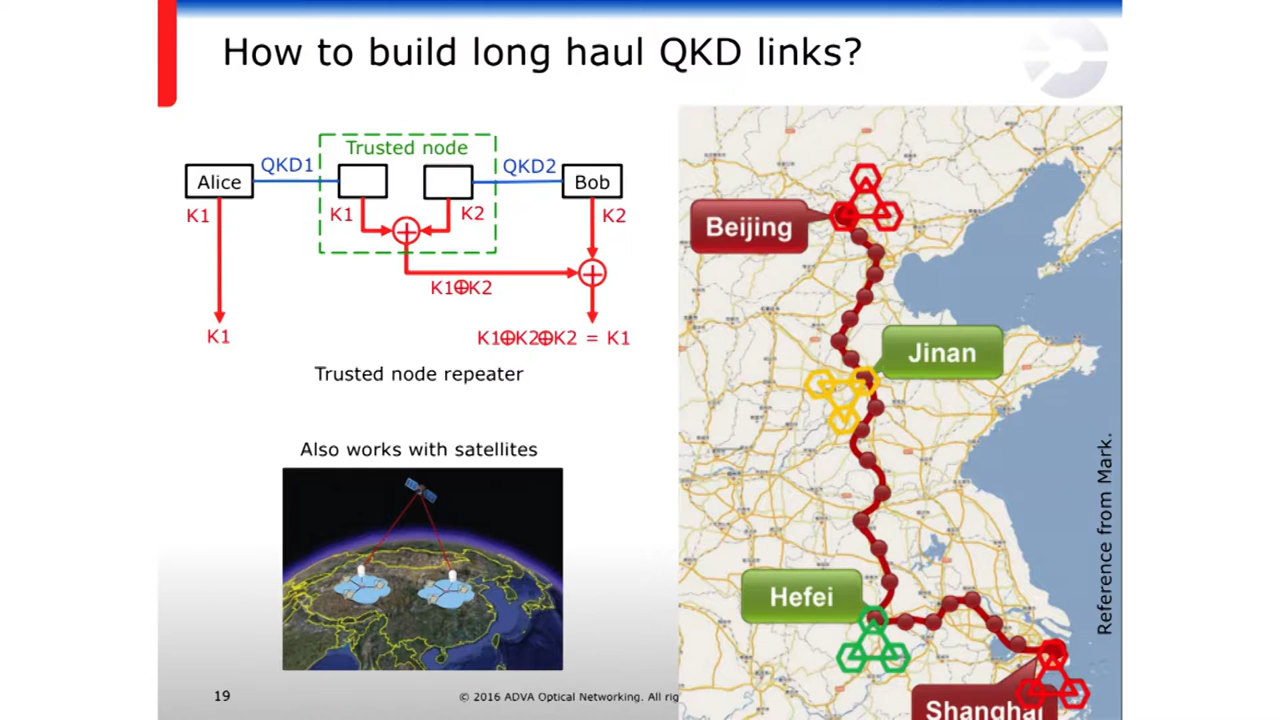 How to build long haul QKD links?
Trusted node
Alice
QKD1
QKD2
Bob
K1
K1
K2
K2
K1⊕K2
K1
K1⊕K2⊕K2 = K1
Trusted node repeater
Also works with satellites
Beijing
Jinan
Hefei
Shanghai
Reference from Mark.
19
© 2016 ADVA Optical Networking. All rig